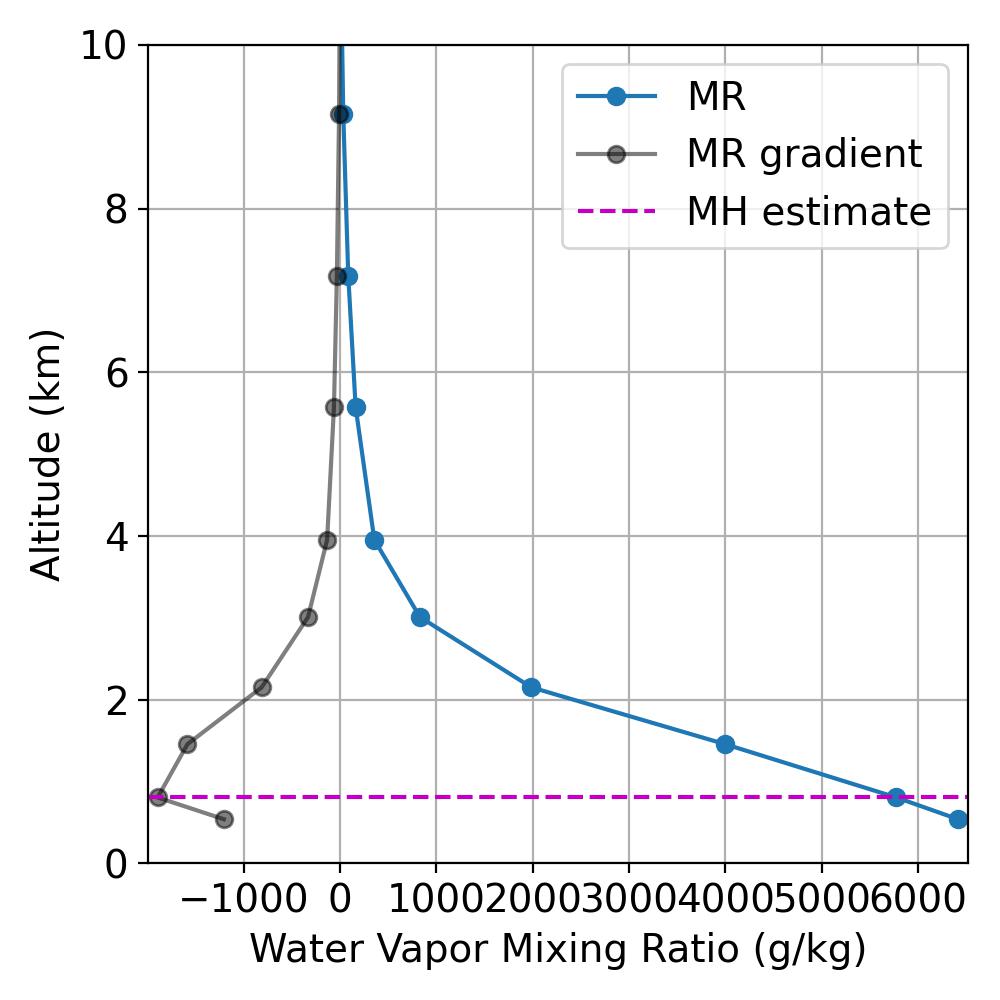 10
8
6
4
2
0
Altitude (km)
MR
MR gradient
MH estimate
−1000 0 1000 2000 3000 4000 5000 6000
Water Vapor Mixing Ratio (g/kg)